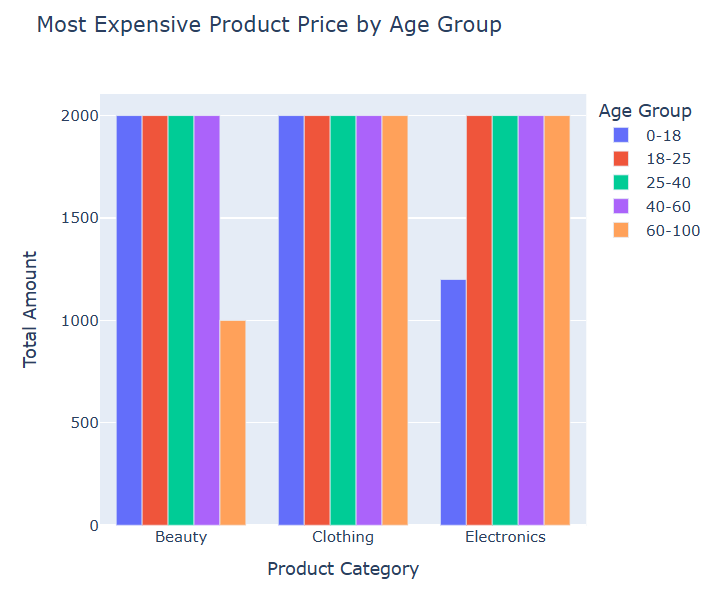 Most Expensive Product Price by Age Group
Age Group
0-18
18-25
25-40
40-60
60-100
Total Amount
2000
1500
1000
500
0
Beauty
Clothing
Electronics
Product Category